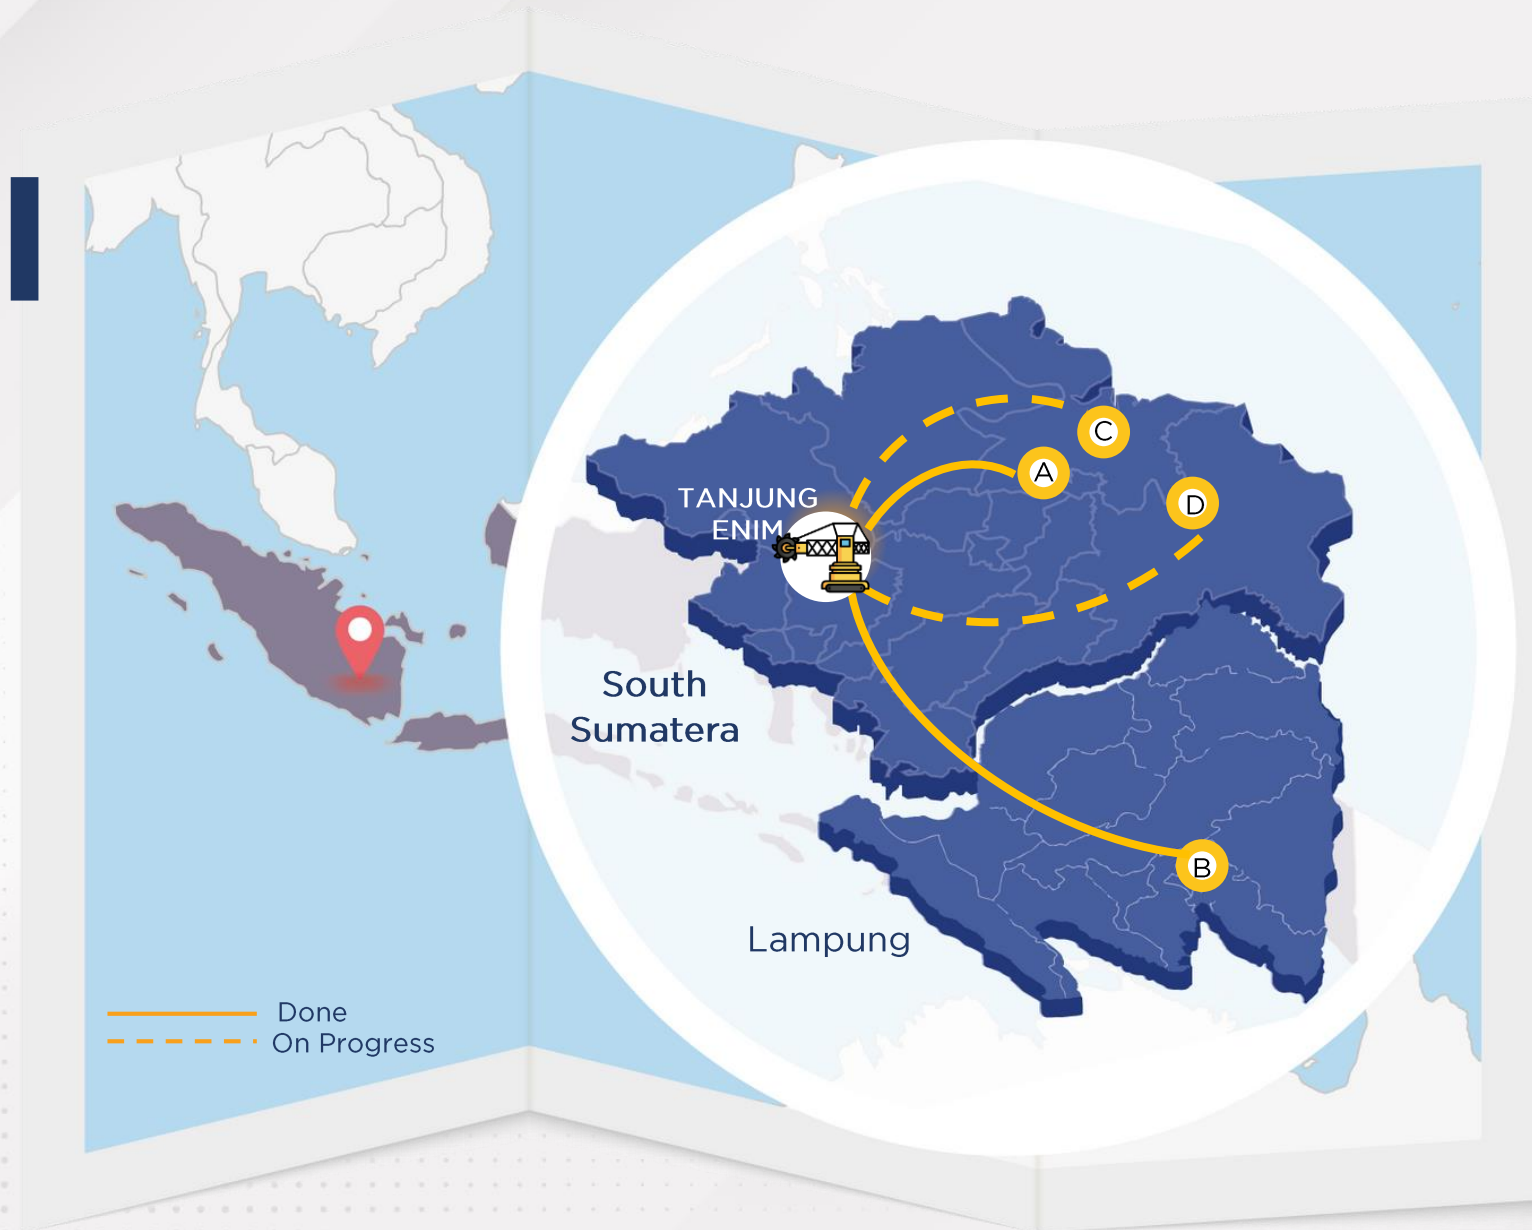 C
A
TANJUNG
ENIM
D
South
Sumatera
B
Lampung
Done
On Progress